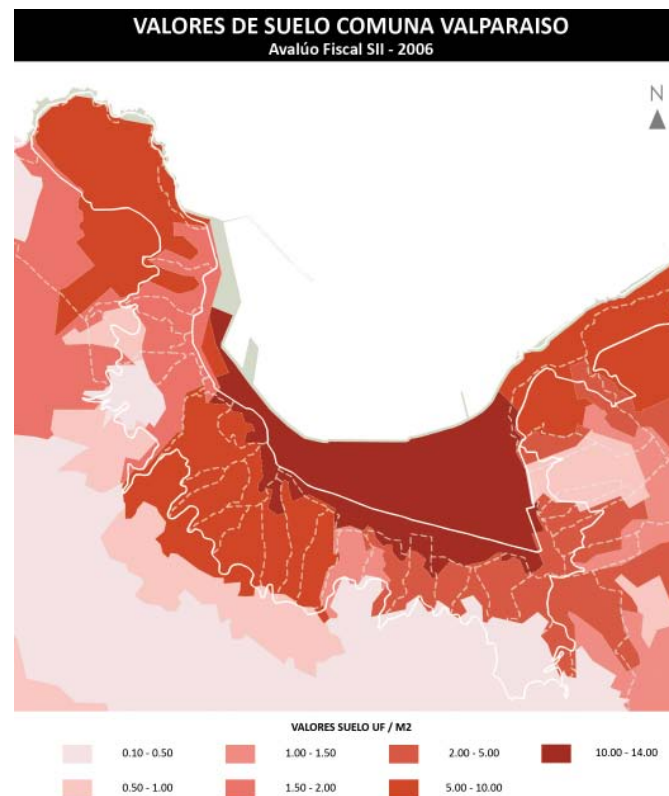 VALORES DE SUELO COMUNA VALPARAISO
Avalúo Fiscal SII - 2006
N
VALORES SUELO UF / M2
0.10 - 0.50
1.00 - 1.50
2.00 - 5.00
10.00 - 14.00
0.50 - 1.00
1.50 - 2.00
5.00 - 10.00